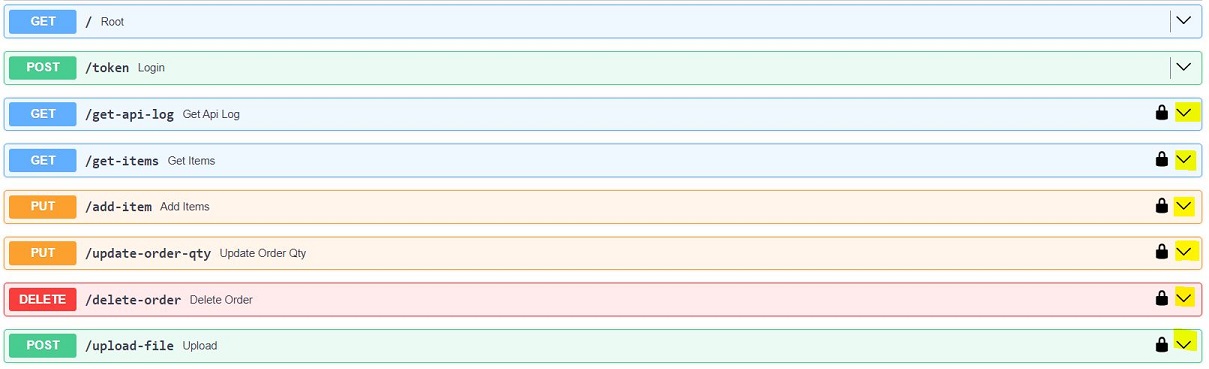 GET / Root
POST /token Login
GET /get-api-log Get Api Log
GET /get-items Get Items
PUT /add-item Add Items
PUT /update-order-qty Update Order Qty
DELETE /delete-order Delete Order
POST /upload-file Upload